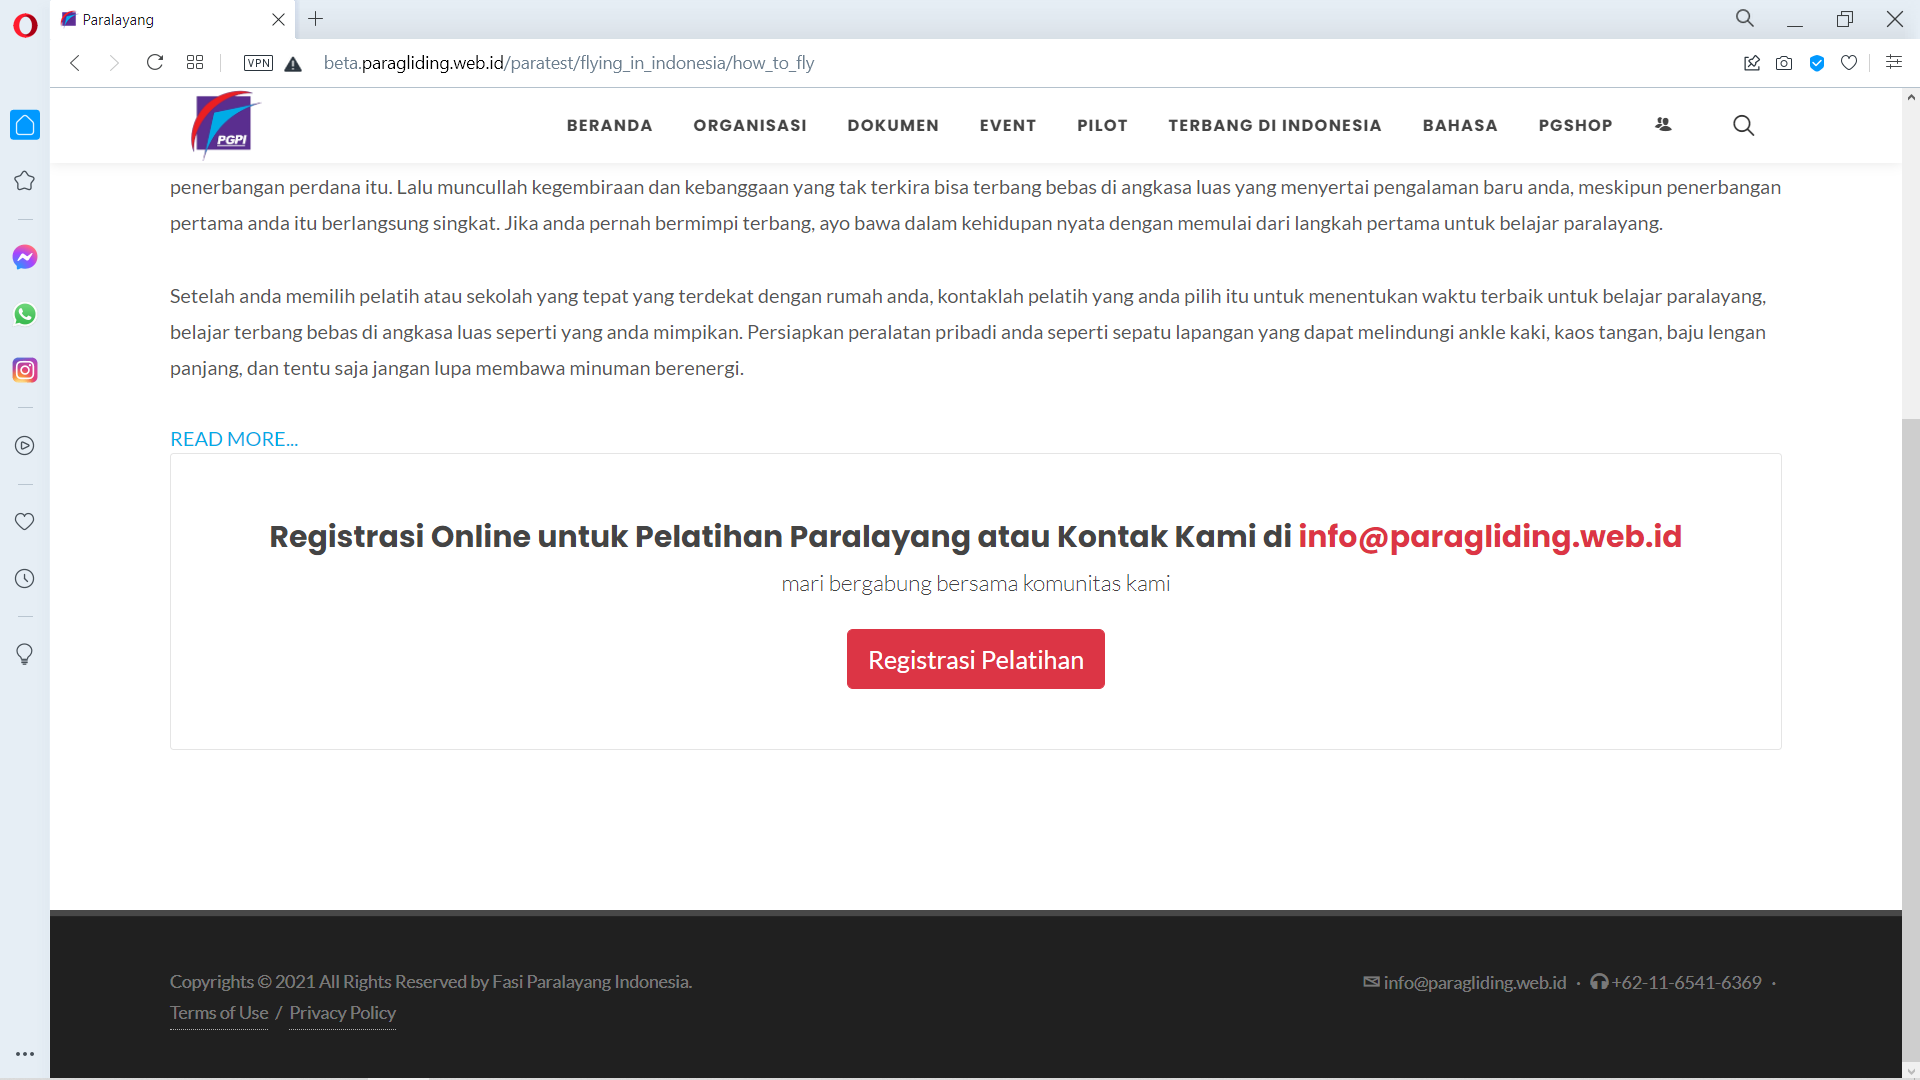 Paralayang
VPN
beta.paragliding.web.id/paratest/flying_in_indonesia/how_to_fly
PGPI
BERANDA ORGANISASI DOKUMEN EVENT PILOT TERBANG DI INDONESIA BAHASA PGSHOP
penerbangan perdana itu. Lalu muncullah kegembiraan dan kebanggaan yang tak terkira bisa terbang bebas di angkasa luas yang menyertai pengalaman baru anda, meskipun penerbangan
pertama anda itu berlangsung singkat. Jika anda pernah bermimpi terbang, ayo bawa dalam kehidupan nyata dengan memulai dari langkah pertama untuk belajar paralayang.
Setelah anda memilih pelatih atau sekolah yang tepat yang terdekat dengan rumah anda, kontaklah pelatih yang anda pilih itu untuk menentukan waktu terbaik untuk belajar paralayang,
belajar terbang bebas di angkasa luas seperti yang anda mimpikan. Persiapkan peralatan pribadi anda seperti sepatu lapangan yang dapat melindungi ankle kaki, kaos tangan, baju lengan
panjang, dan tentu saja jangan lupa membawa minuman berenergi.
READ MORE...
Registrasi Online untuk Pelatihan Paralayang atau Kontak Kami di info@paragliding.web.id
mari bergabung bersama komunitas kami
Registrasi Pelatihan
Copyrights © 2021 All Rights Reserved by Fasi Paralayang Indonesia.
Terms of Use / Privacy Policy
info@paragliding.web.id · +62-11-6541-6369 ·